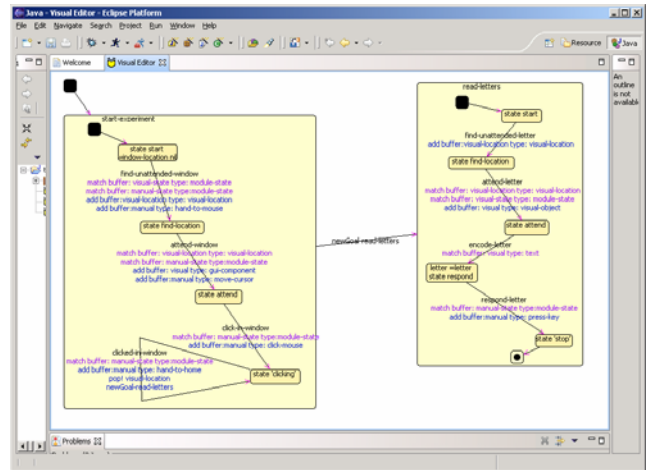 Java - Visual Editor - Eclipse Platform
File Edit Navigate Search Project Run Window Help
Resource Java
Welcome Visual Editor
An
outline
is not
availabl
start-experiment
state start
window-location nil
find-unattended-window
match buffer: visual-state type:module-state
match buffer: manual-state type:module-state
add buffer:visual-location type: visual-location
add buffer:manual type: hand-to-mouse
state find-location
attend-window
match buffer: visual-location type: visual-location
match buffer: manual-state type:module-state
add buffer: visual type: gui-component
add buffer:manual type: move-cursor
state attend
click-in-window
match buffer: manual-state type:module-state
add buffer:manual type: click-mouse
clicked-in-window
match buffer: manual-state type:module-state
add buffer:manual type: hand-to-home
pop! visual-location
newGoal-read-letters
state 'clicking'
newGoal read-letters
read-letters
state start
find-unattended-letter
add buffer:visual-location type: visual-location
state find-location
attend-letter
match buffer: visual-location type: visual-location
match buffer: visual-state type: module-state
add buffer: visual type: visual-object
state attend
encode-letter
match buffer: visual type: text
letter =letter
state respond
respond-letter
match buffer: manual-state type:module-state
add buffer:manual type: press-key
state 'stop'
Problems